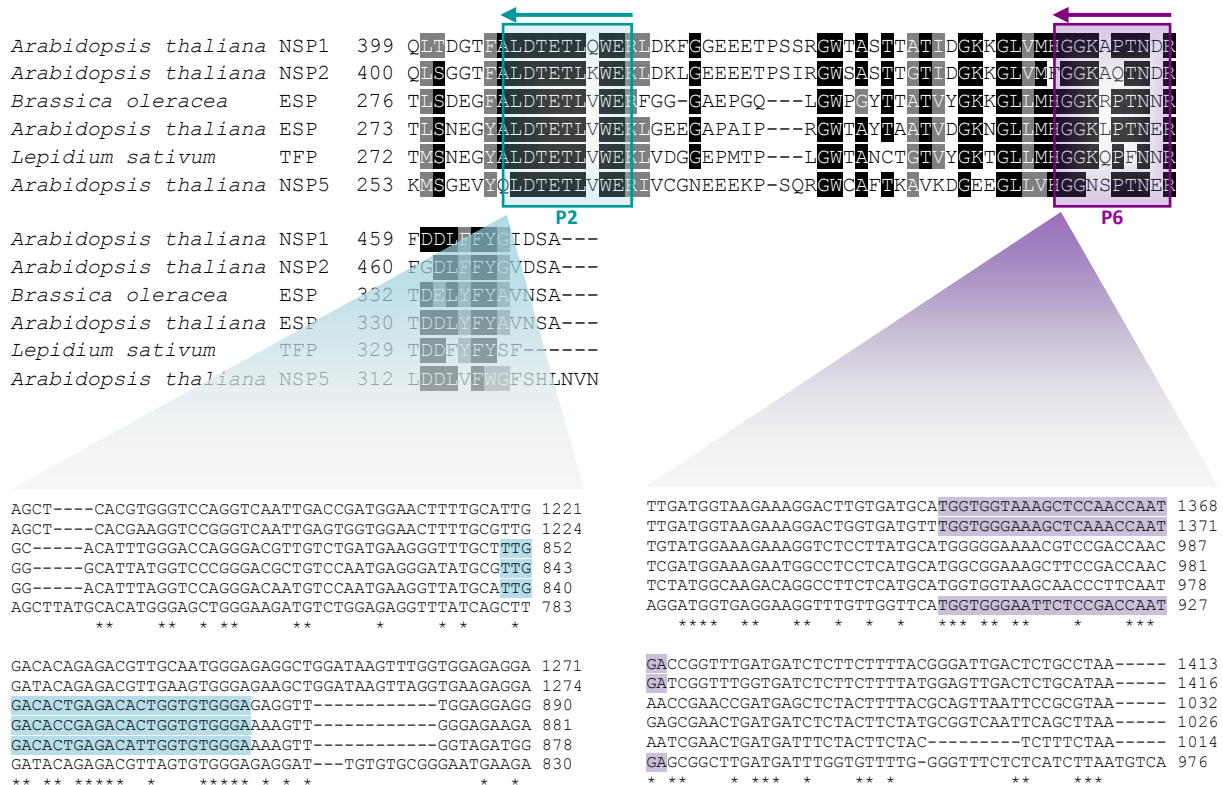 Arabidopsis thaliana NSP1 399 QLTDGTFALDTETLQWERLDKFGGEEETPSSRGWTASTTATIDGKKGLVMHGGKAPTNDR
Arabidopsis thaliana NSP2 400 QLSGGTFALDTETLKWEKLDKLGEEEETPSIRGWSASTTGTIDGKKGLVMFGGKAQTNDR
Brassica oleracea ESP 276 TLSDEGFALDTETLVWERFGG-GAEPGQ---LGWPGYTTATVYGKKGLLMHGGKRPTNNR
Arabidopsis thaliana ESP 273 TLSNEGYALDTETLVWEKLGEEGAPAIP---RGWTAYTAATVDGKNGLLMHGGKLPTNER
Lepidium sativum TFP 272 TMSNEGYALDTETLVWEKLVDGGEPMTP---LGWTANCTGTVYGKTGLLMHGGKQPFNNR
Arabidopsis thaliana NSP5 253 KMSGEVYQLDTETLVWERIVCGNEEEKP-SQRGWCAFTKAVKDGEEGLLVHGGNSPTNER
P2 P6
Arabidopsis thaliana NSP1 459 FDDLFFYGIDSA---
Arabidopsis thaliana NSP2 460 FGDLFFYGVDSA---
Brassica oleracea ESP 332 TDELYFYAVNSA---
Arabidopsis thaliana ESP 330 TDDLYFYAVNSA---
Lepidium sativum TFP 329 TDDFYFYSF------
Arabidopsis thaliana NSP5 312 LDDLVFWGFSHLNVN
AGCT----CACGTGGGTCCAGGTCAATTGACCGATGGAACTTTTGCATTG 1221
AGCT----CACGAAGGTCCGGGTCAATTGAGTGGTGGAACTTTTGCGTTG 1224
GC-----ACATTTGGGACCAGGGACGTTGTCTGATGAAGGGTTTGCTTTG 852
GG-----GCATTATGGTCCCGGGACGCTGTCCAATGAGGGATATGCGTTG 843
GG-----ACATTTAGGTCCAGGGACAATGTCCAATGAAGGTTATGCATTG 840
AGCTTATGCACATGGGAGCTGGGAAGATGTCTGGAGAGGTTTATCAGCTT 783
** ** * ** ** * * * *
GACACAGAGACGTTGCAATGGGAGAGGCTGGATAAGTTTGGTGGAGAGGA 1271
GATACAGAGACGTTGAAGTGGGAGAAGCTGGATAAGTTAGGTGAAGAGGA 1274
GACACTGAGACACTGGTGTGGGAGAGGTT------------TGGAGGAGG 890
GACACCGAGACACTGGTGTGGGAAAAGTT------------GGGAGAAGA 881
GACACTGAGACATTGGTGTGGGAAAAGTT------------GGTAGATGG 878
GATACAGAGACGTTAGTGTGGGAGAGGAT---TGTGTGCGGGAATGAAGA 830
** ** ***** * ***** * * * *
TTGATGGTAAGAAAGGACTTGTGATGCATGGTGGTAAAGCTCCAACCAAT 1368
TTGATGGTAAGAAAGGACTGGTGATGTTTGGTGGGAAAGCTCAAACCAAT 1371
TGTATGGAAAGAAAGGTCTCCTTATGCATGGGGGAAAACGTCCGACCAAC 987
TCGATGGAAAGAATGGCCTCCTCATGCATGGCGGAAAGCTTCCGACCAAC 981
TCTATGGCAAGACAGGCCTTCTCATGCATGGTGGTAAGCAACCCTTCAAT 978
AGGATGGTGAGGAAGGTTTGTTGGTTCATGGTGGGAATTCTCCGACCAAT 927
**** ** ** * * * *** ** ** * ***
GACCGGTTTGATGATCTCTTCTTTTACGGGATTGACTCTGCCTAA----- 1413
GATCGGTTTGGTGATCTCTTCTTTTATGGAGTTGACTCTGCATAA----- 1416
AACCGAACCGATGAGCTCTACTTTTACGCAGTTAATTCCGCGTAA----- 1032
GAGCGAACTGATGATCTCTACTTCTATGCGGTCAATTCAGCTTAA----- 1026
AATCGAACTGATGATTTCTACTTCTAC---------TCTTTCTAA----- 1014
GAGCGGCTTGATGATTTGGTGTTTTG-GGGTTTCTCTCATCTTAATGTCA 976
* ** * *** * ** * ** **